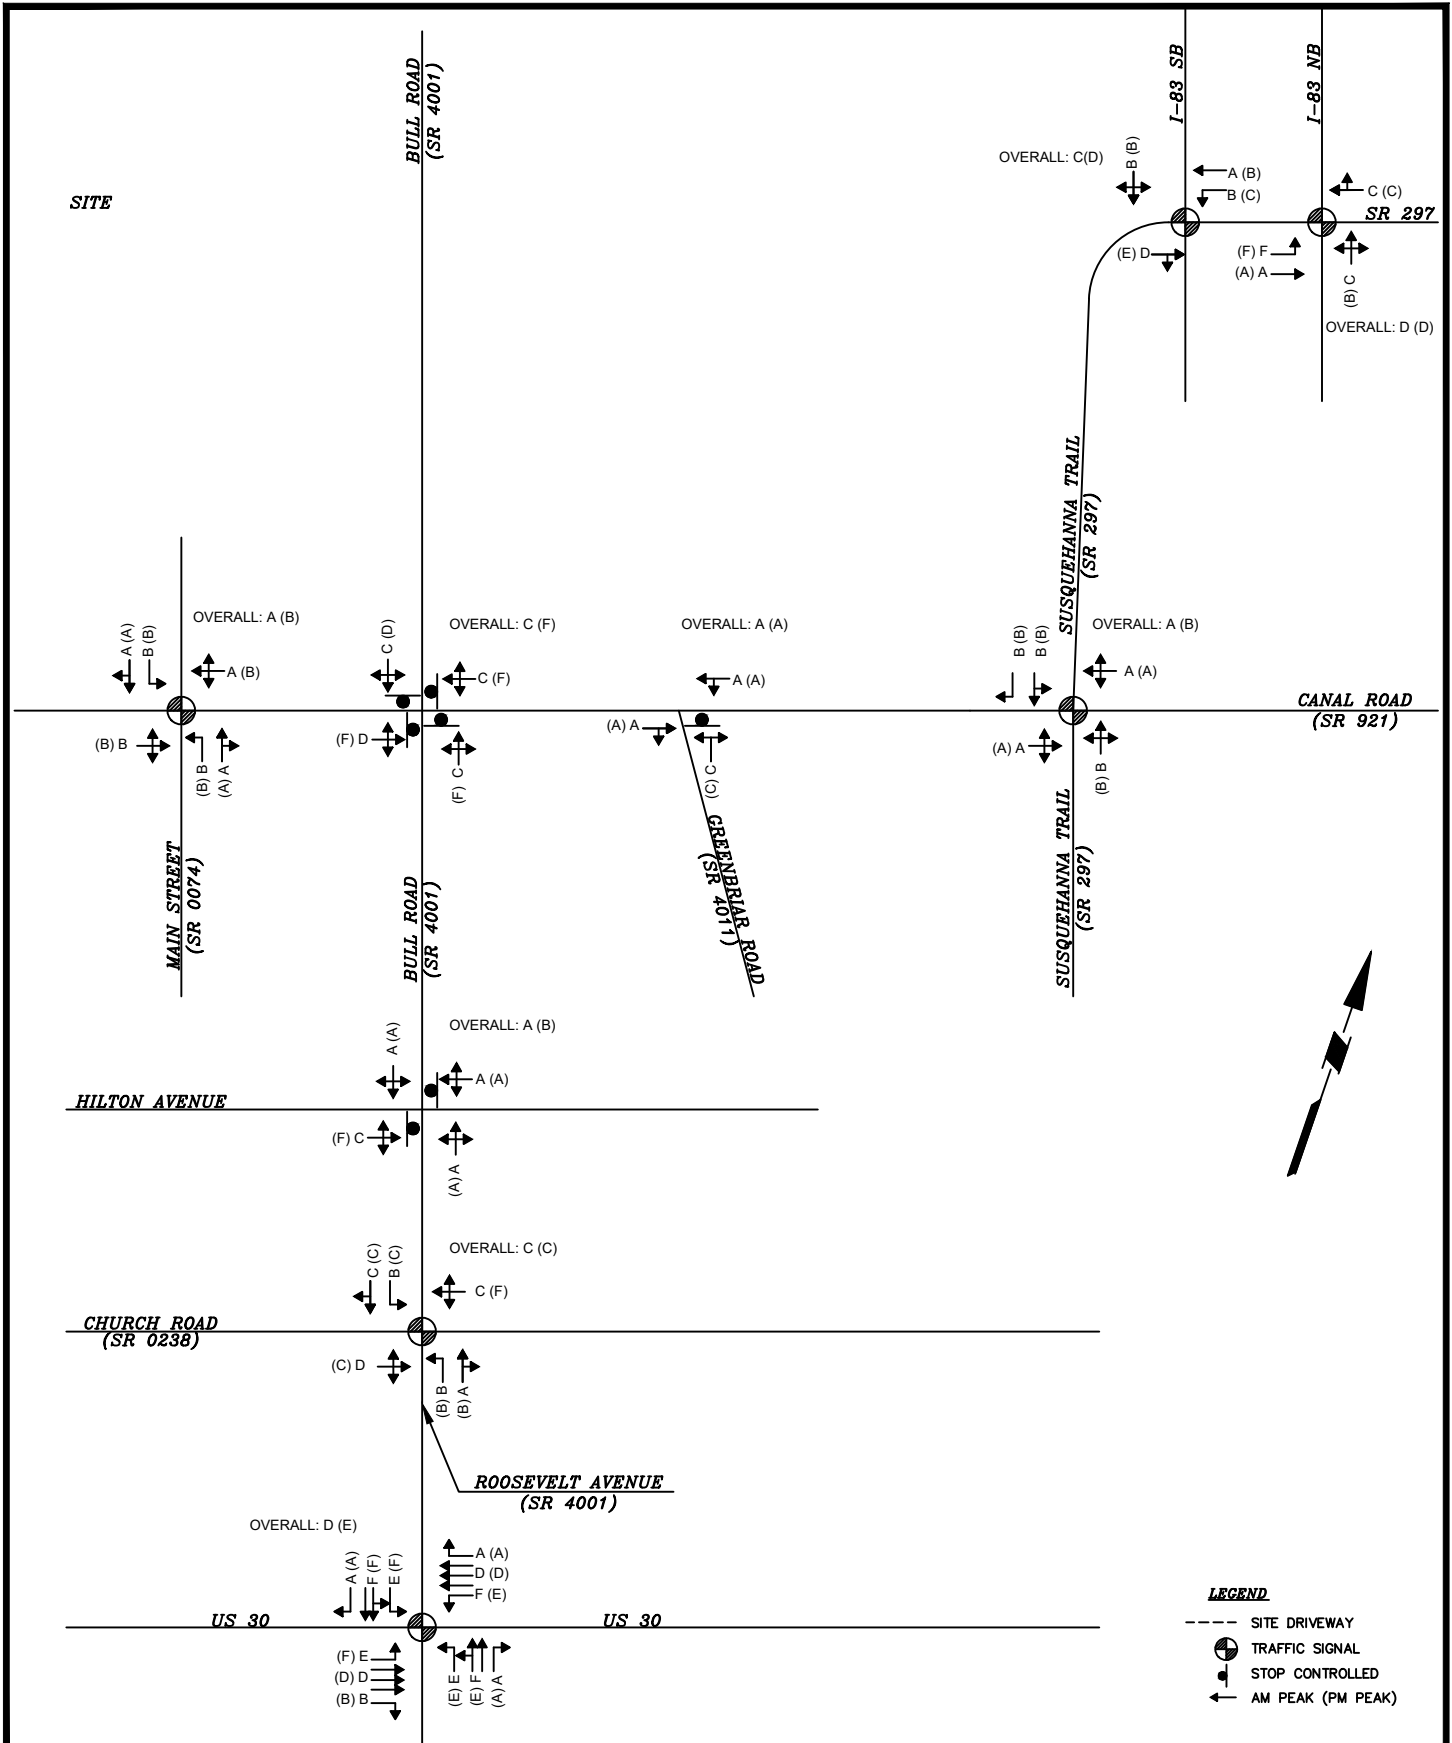 BULL ROAD
(SR 4001)
I-83 SB
I-83 NB
OVERALL: C(D)
B (B)
A (B)
B (C)
C (C)
SR 297
SITE
(E) D
(F) F
(A) A
(B) C
OVERALL: D (D)
SUSQUEHANNA TRAIL
(SR 297)
OVERALL: A (B)
A (A)
B (B)
A (B)
(B) B
(B) B
(A) A
OVERALL: C (F)
C (D)
C (F)
(F) D
(F) C
OVERALL: A (A)
A (A)
(A) A
(C) C
OVERALL: A (B)
B (B)
B (B)
A (A)
(A) A
(B) B
CANAL ROAD
(SR 921)
MAIN STREET
(SR 0074)
BULL ROAD
(SR 4001)
GREENBRIAR ROAD
(SR 4011)
SUSQUEHANNA TRAIL
(SR 297)
OVERALL: A (B)
A (A)
A (A)
HILTON AVENUE
(F) C
(A) A
OVERALL: C (C)
C (C)
B (C)
C (F)
CHURCH ROAD
(SR 0238)
(C) D
(B) B
(B) A
ROOSEVELT AVENUE
(SR 4001)
OVERALL: D (E)
A (A)
F (F)
E (F)
A (A)
D (D)
F (E)
US 30
US 30
(F) E
(D) D
(B) B
(E) E
(E) F
(A) A
LEGEND
SITE DRIVEWAY
TRAFFIC SIGNAL
STOP CONTROLLED
AM PEAK (PM PEAK)